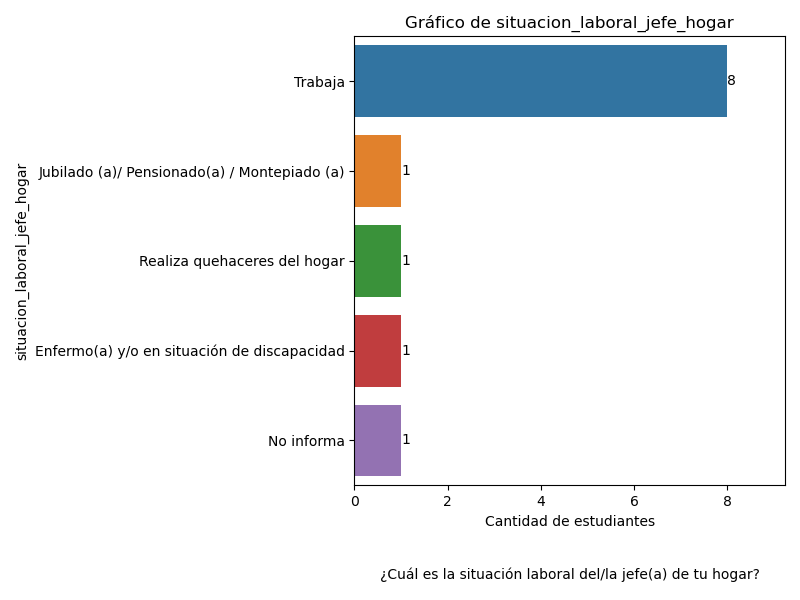 Gráfico de situacion_laboral_jefe_hogar
situacion_laboral_jefe_hogar
Trabaja
8
Jubilado (a)/ Pensionado(a) / Montepiado (a)
1
Realiza quehaceres del hogar
1
Enfermo(a) y/o en situación de discapacidad
1
No informa
1
0 2 4 6 8
Cantidad de estudiantes
¿Cuál es la situación laboral del/la jefe(a) de tu hogar?